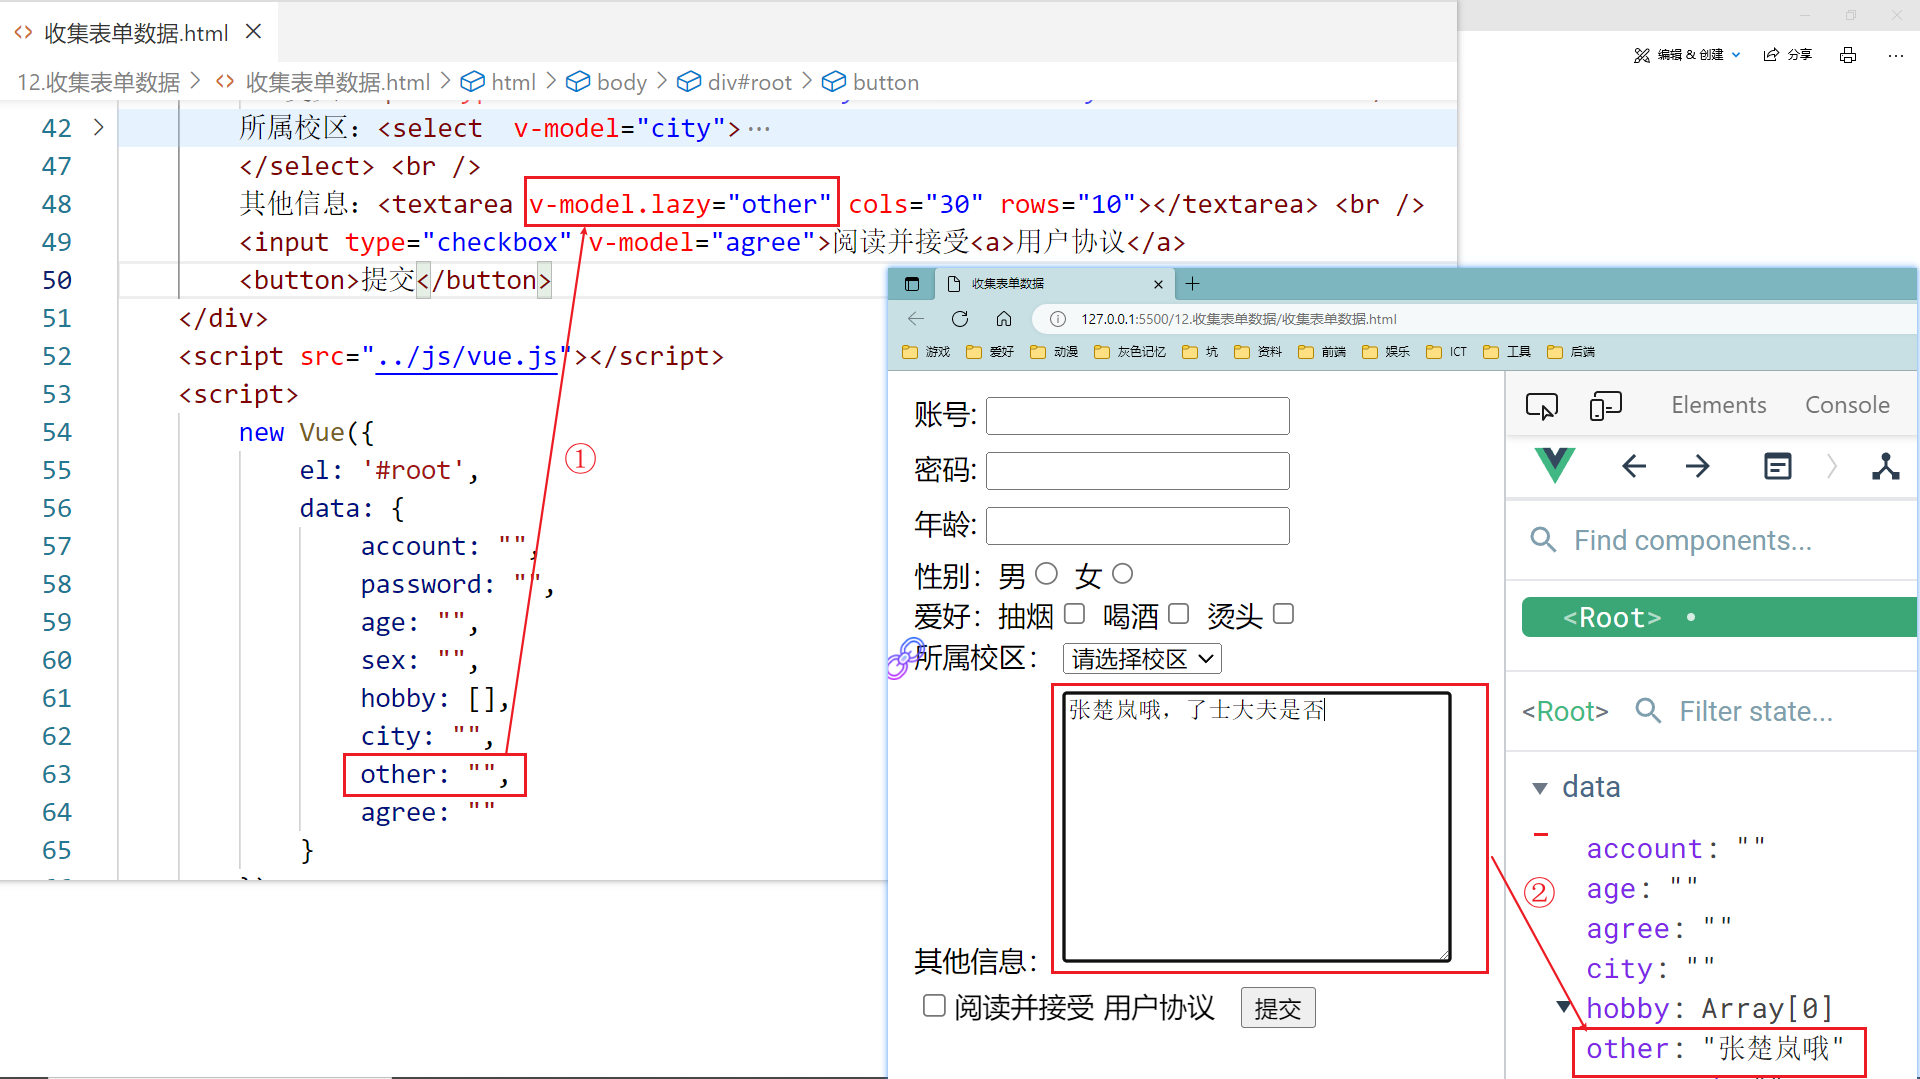 收集表单数据.html
编辑 & 创建
分享
12.收集表单数据 > 收集表单数据.html > html > body > div#root > button
42 所属校区：<select  v-model="city">…
47 </select> <br />
48 其他信息：<textarea v-model.lazy="other" cols="30" rows="10"></textarea> <br />
49 <input type="checkbox" v-model="agree">阅读并接受<a>用户协议</a>
50 <button>提交</button>
51 </div>
52 <script src="../js/vue.js"></script>
53 <script>
54 new Vue({
55 el: '#root',
56 data: {
57 account: "",
58 password: "",
59 age: "",
60 sex: "",
61 hobby: [],
62 city: "",
63 other: "",
64 agree: ""
65 }
①
收集表单数据
127.0.0.1:5500/12.收集表单数据/收集表单数据.html
游戏 爱好 动漫 灰色记忆 坑 资料 前端 娱乐 ICT 工具 后端
账号:
密码:
年龄:
性别：男 女
爱好：抽烟 喝酒 烫头
所属校区： 请选择校区
张楚岚哦，了士大夫是否
其他信息：
阅读并接受 用户协议 提交
Elements Console
Find components...
<Root>
<Root> Filter state...
data
account: ""
age: ""
agree: ""
city: ""
hobby: Array[0]
other: "张楚岚哦"
②